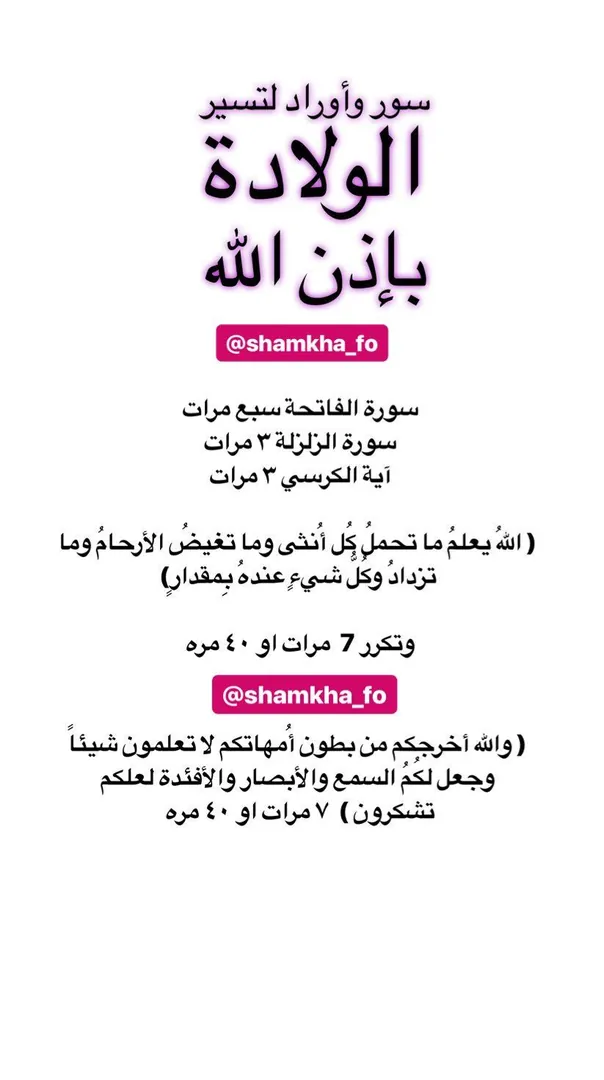 سور وأوراد لتسير
الولادة
بإذن الله
@shamkha_fo
سورة الفاتحة سبع مرات
سورة الزلزلة ٣ مرات
آية الكرسي ٣ مرات
( اللهُ يعلمُ ما تحملُ كُل أُنثى وما تغيضُ الأرحامُ وما
تزدادُ وكُلُّ شيءٍ عندهُ بِمقدارٍ)
وتكرر 7 مرات او ٤٠ مره
@shamkha_fo
( والله أخرجكم من بطون أُمهاتكم لا تعلمون شيئاً
وجعل لكُمُ السمع والأبصار والأفئدة لعلكم
تشكرون ) ٧ مرات او ٤٠ مره